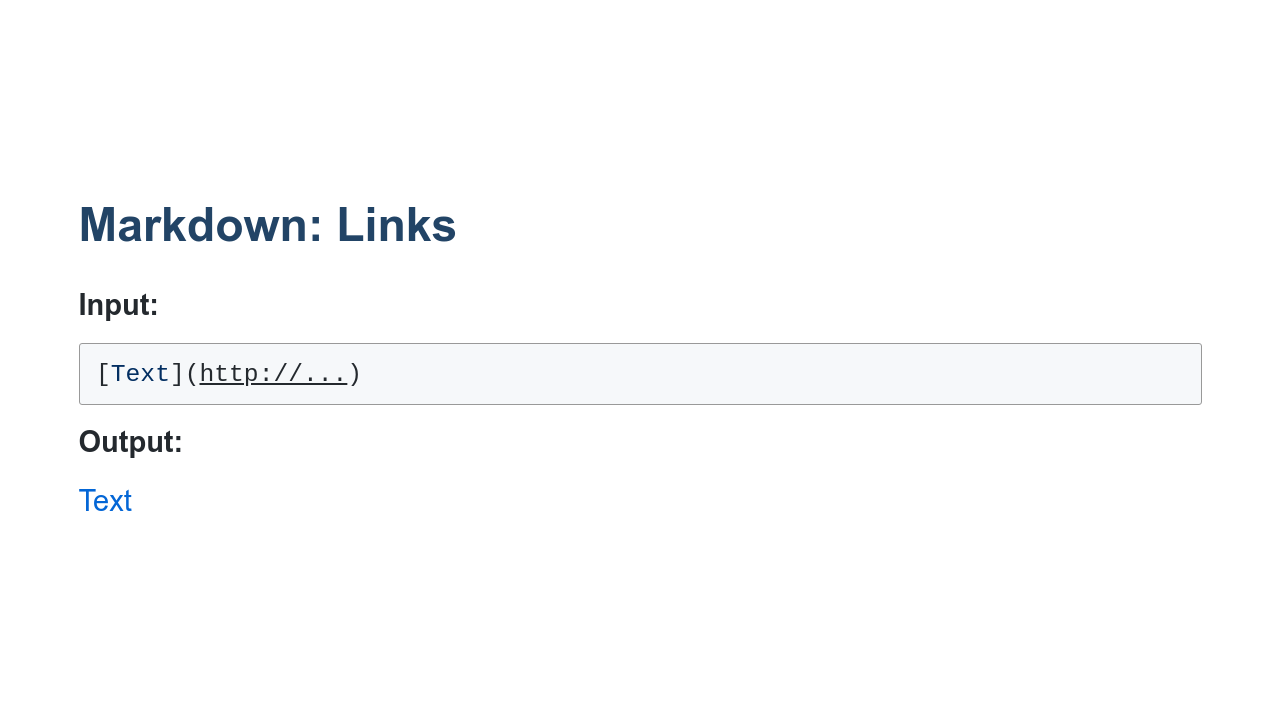 Markdown: Links
Input:
[Text](http://...)
Output:
Text